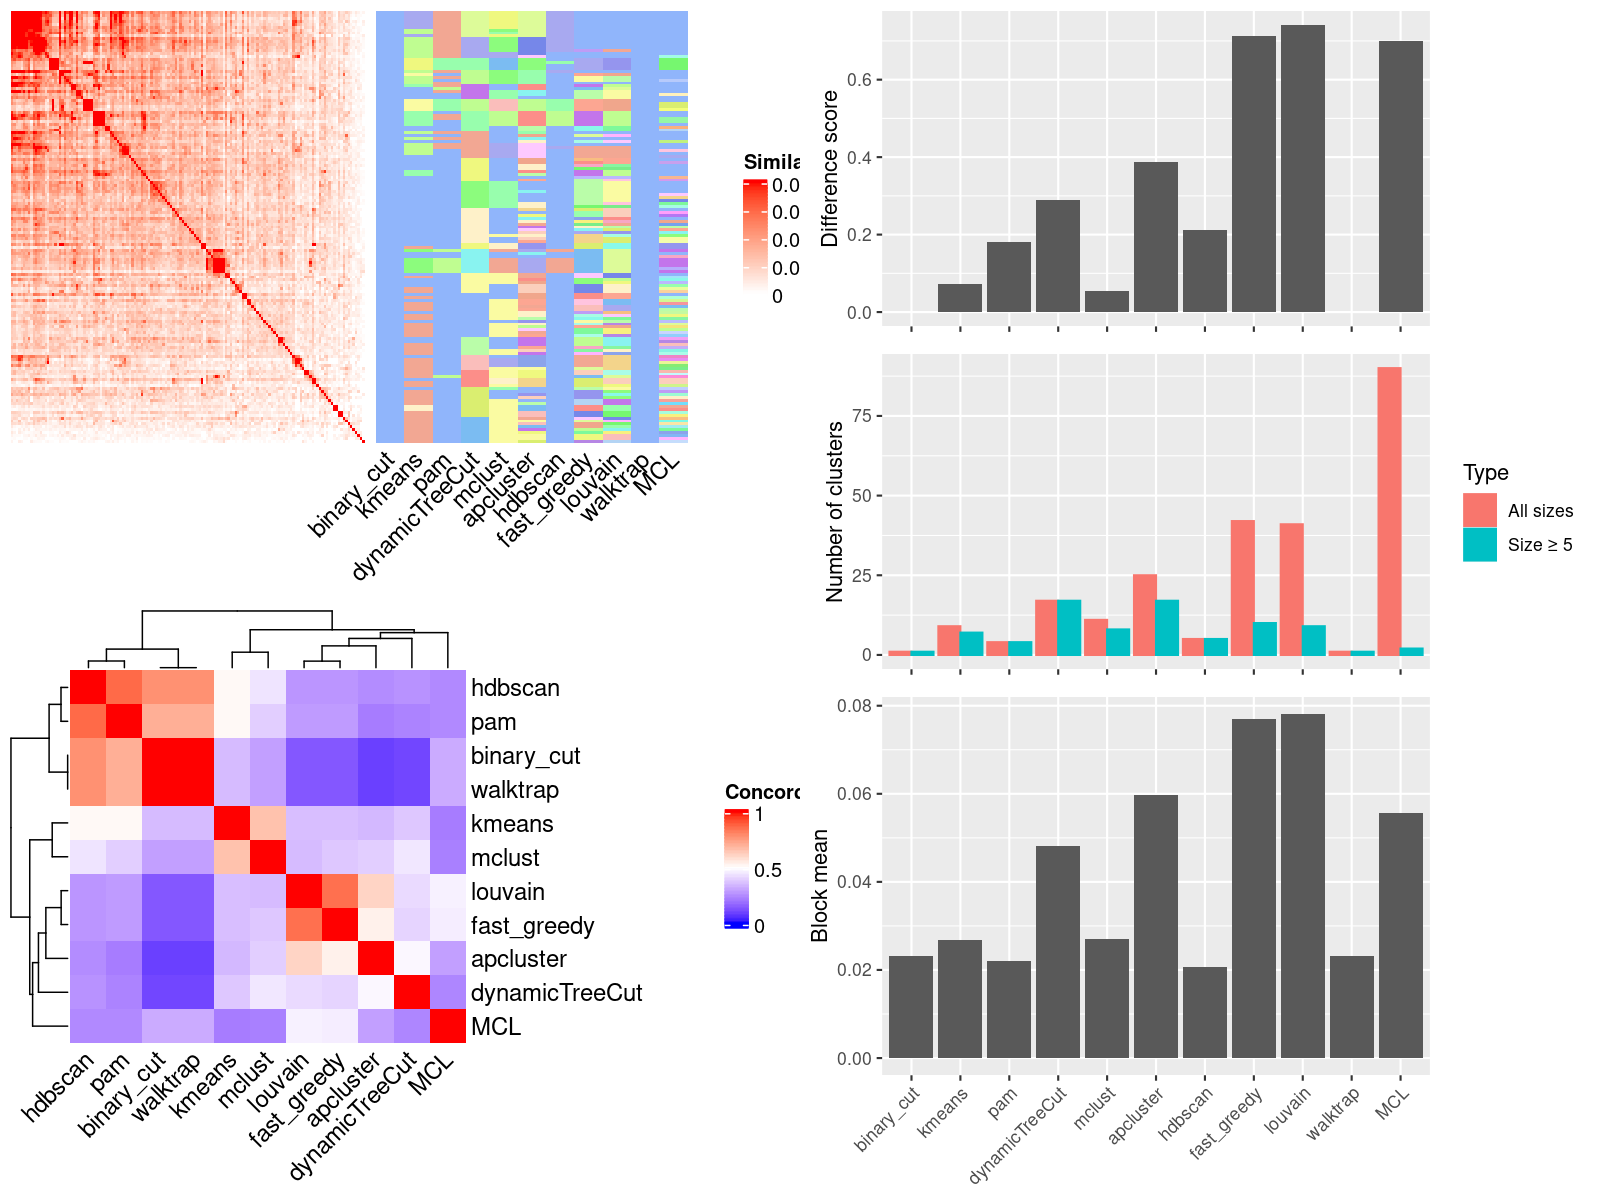 Simila
0.0
0.0
0.0
0.0
0
binary_cut
kmeans
pam
dynamicTreeCut
mclust
apcluster
hdbscan
fast_greedy
louvain
walktrap
MCL
hdbscan
pam
binary_cut
walktrap
kmeans
mclust
louvain
fast_greedy
apcluster
dynamicTreeCut
MCL
hdbscan
pam
binary_cut
walktrap
kmeans
mclust
louvain
fast_greedy
apcluster
dynamicTreeCut
MCL
Concord
1
0.5
0
Difference score
0.6
0.4
0.2
0.0
Number of clusters
75
50
25
0
Type
All sizes
Size ≥ 5
Block mean
0.08
0.06
0.04
0.02
0.00
binary_cut
kmeans
pam
dynamicTreeCut
mclust
apcluster
hdbscan
fast_greedy
louvain
walktrap
MCL